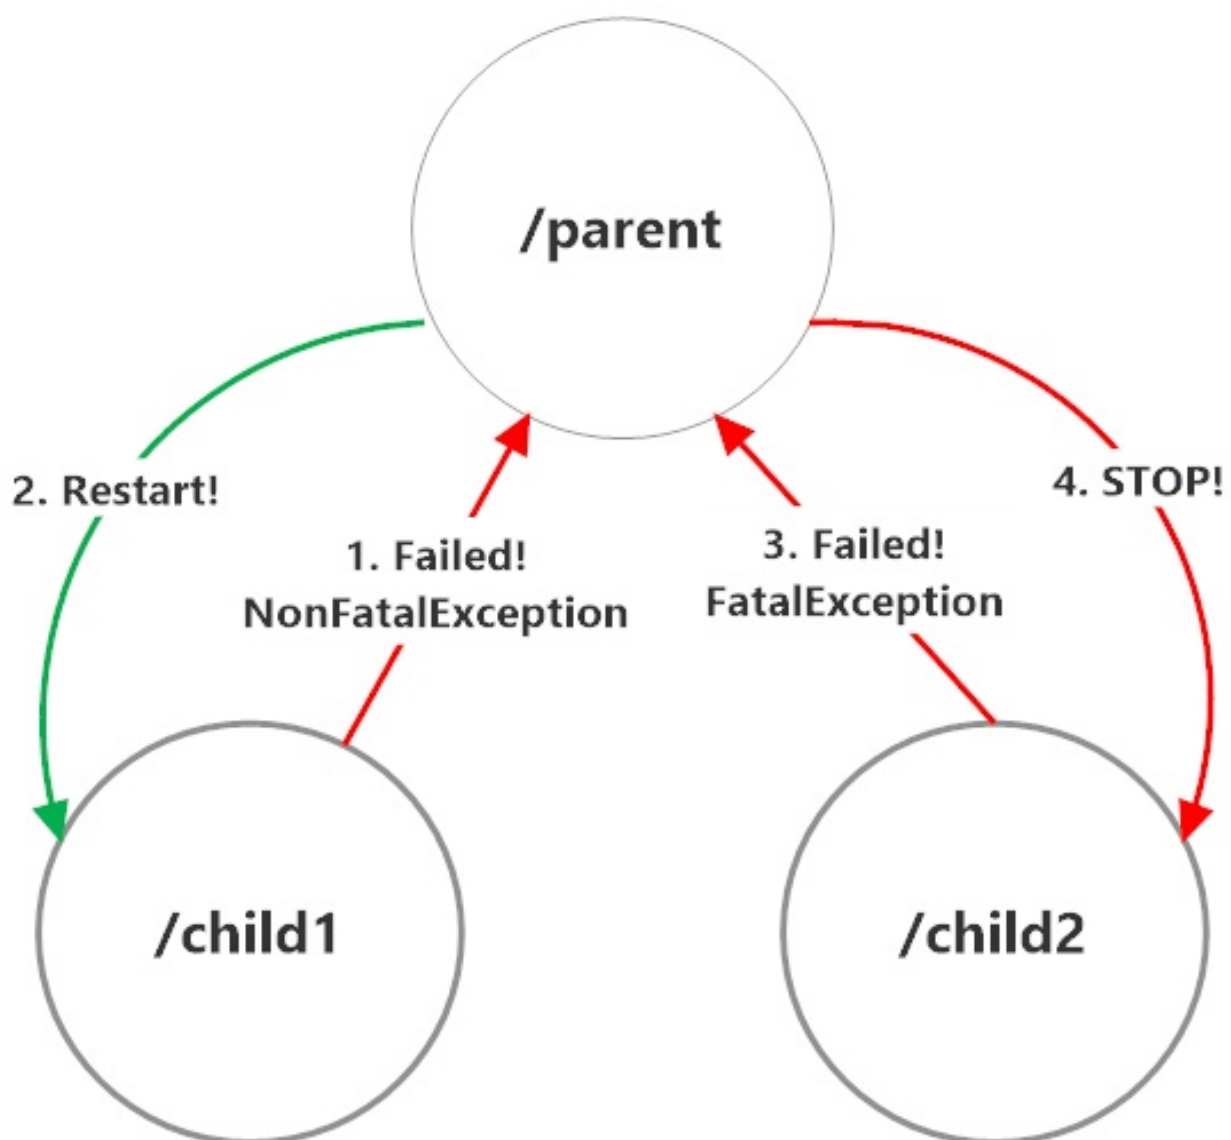 /parent
2. Restart!
4. STOP!
1. Failed!
NonFatalException
3. Failed!
FatalException
/child1
/child2